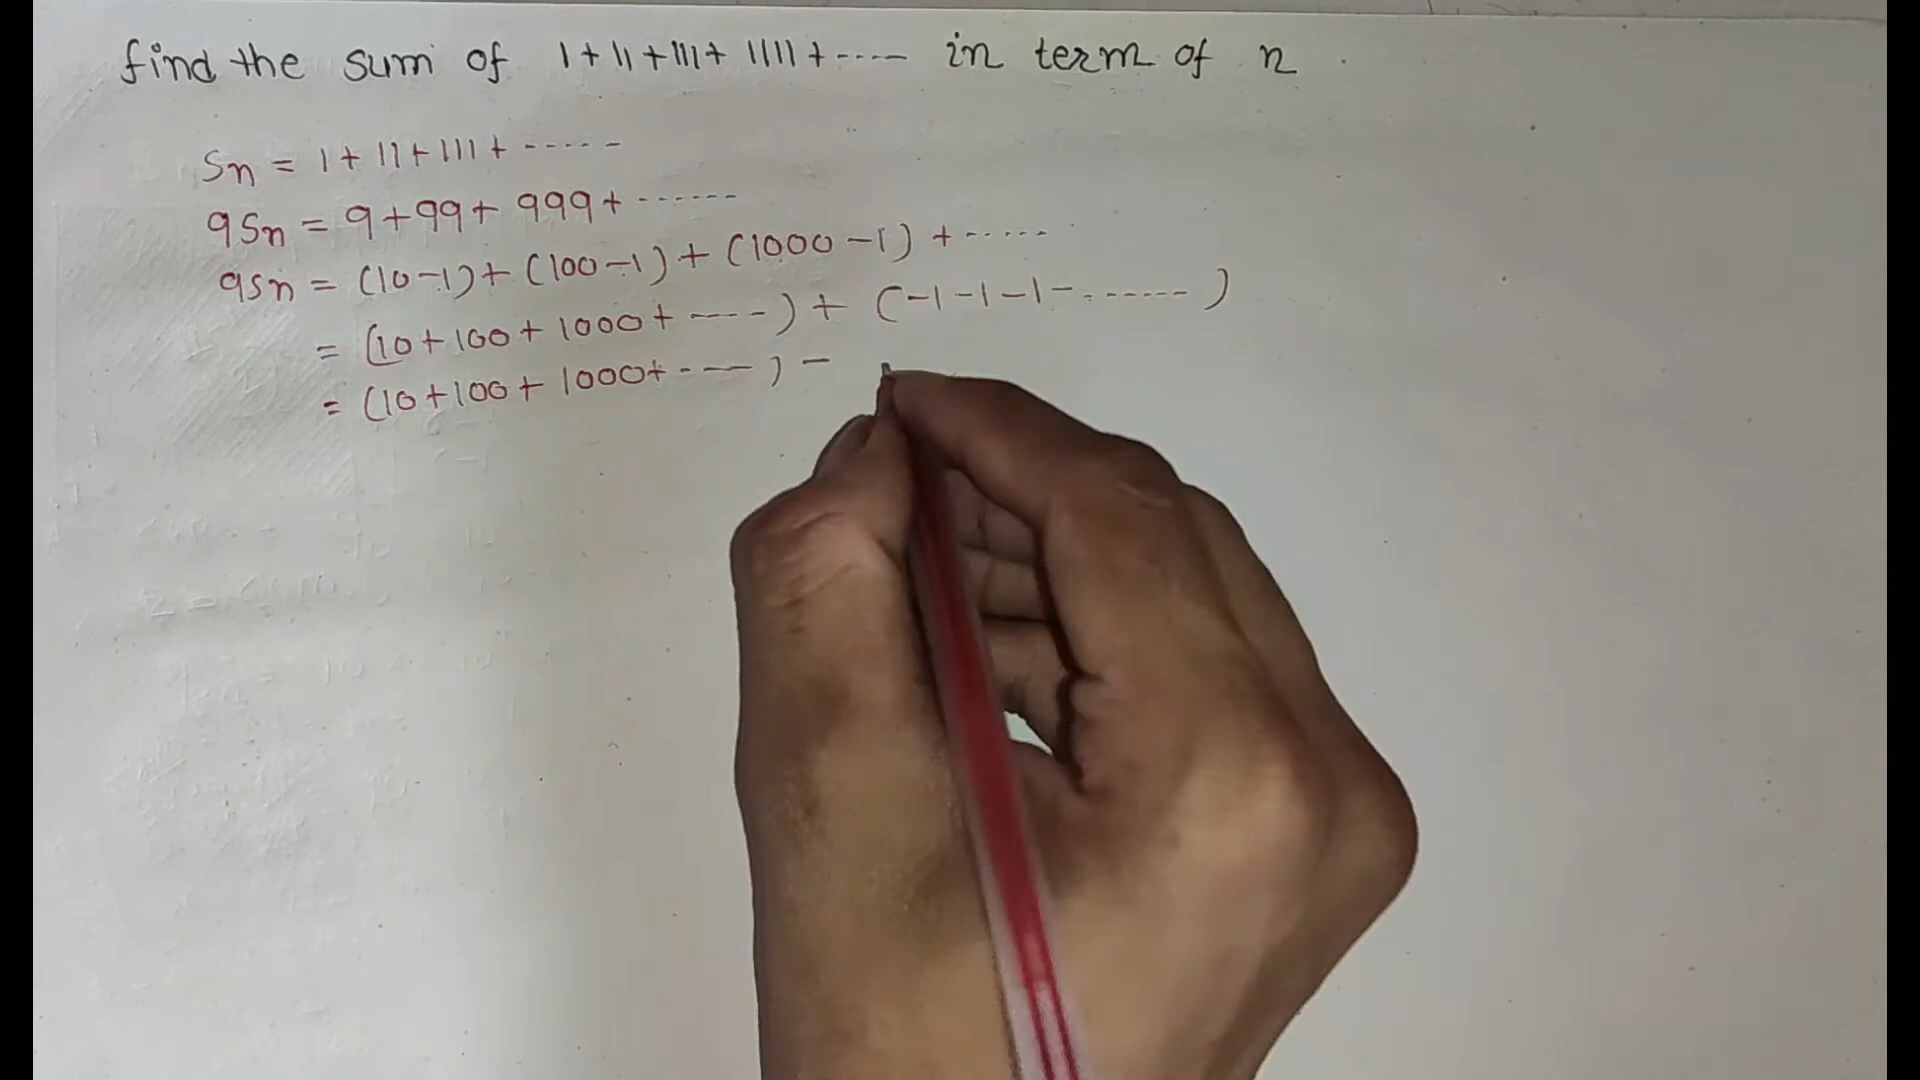 find the sum of 1+11+111+1111+---- in term of n.
Sn = 1+11+111+-----
9Sn = 9+99+999+------
9Sn = (10-1)+(100-1)+(1000-1)+-----
= (10+100+1000+----)+(-1-1-1-------)
= (10+100+1000+----)-